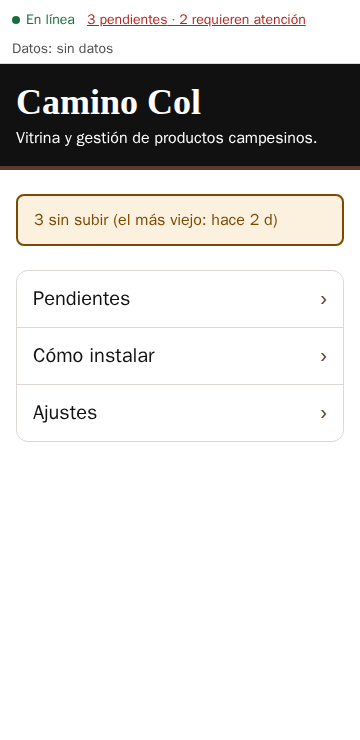 En línea 3 pendientes · 2 requieren atención
Datos: sin datos
Camino Col
Vitrina y gestión de productos campesinos.
3 sin subir (el más viejo: hace 2 d)
Pendientes ›
Cómo instalar ›
Ajustes ›